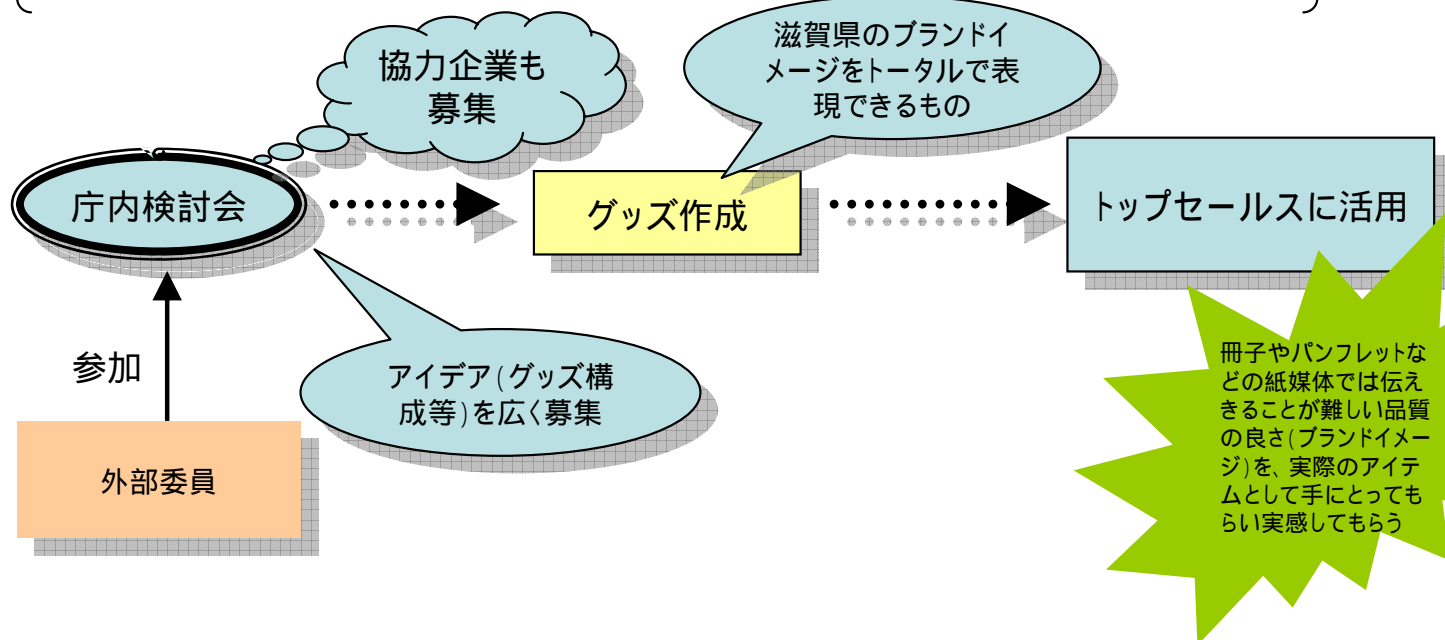 協力企業も
募集
滋賀県のブランドイ
メージをトータルで表
現できるもの
庁内検討会
グッズ作成
トップセールスに活用
参加
アイデア(グッズ構
成等)を広く募集
外部委員
冊子やパンフレットな
どの紙媒体では伝え
きることが難しい品質
の良さ(ブランドイメー
ジ)を、実際のアイテ
ムとして手にとっても
らい実感してもらう